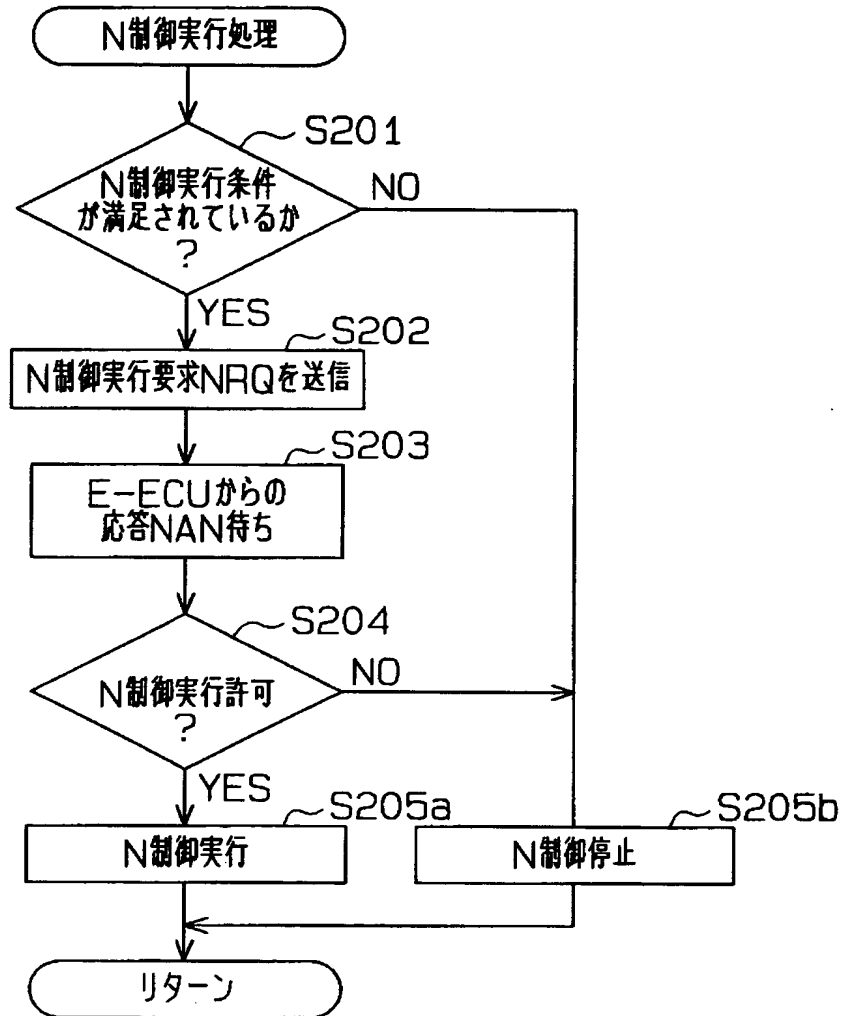 N制御実行処理
S201
N制御実行条件
が満足されているか
?
NO
YES
S202
N制御実行要求NRQを送信
S203
E-ECUからの
応答NAN待ち
S204
N制御実行許可
?
NO
YES
S205a
N制御実行
S205b
N制御停止
リターン